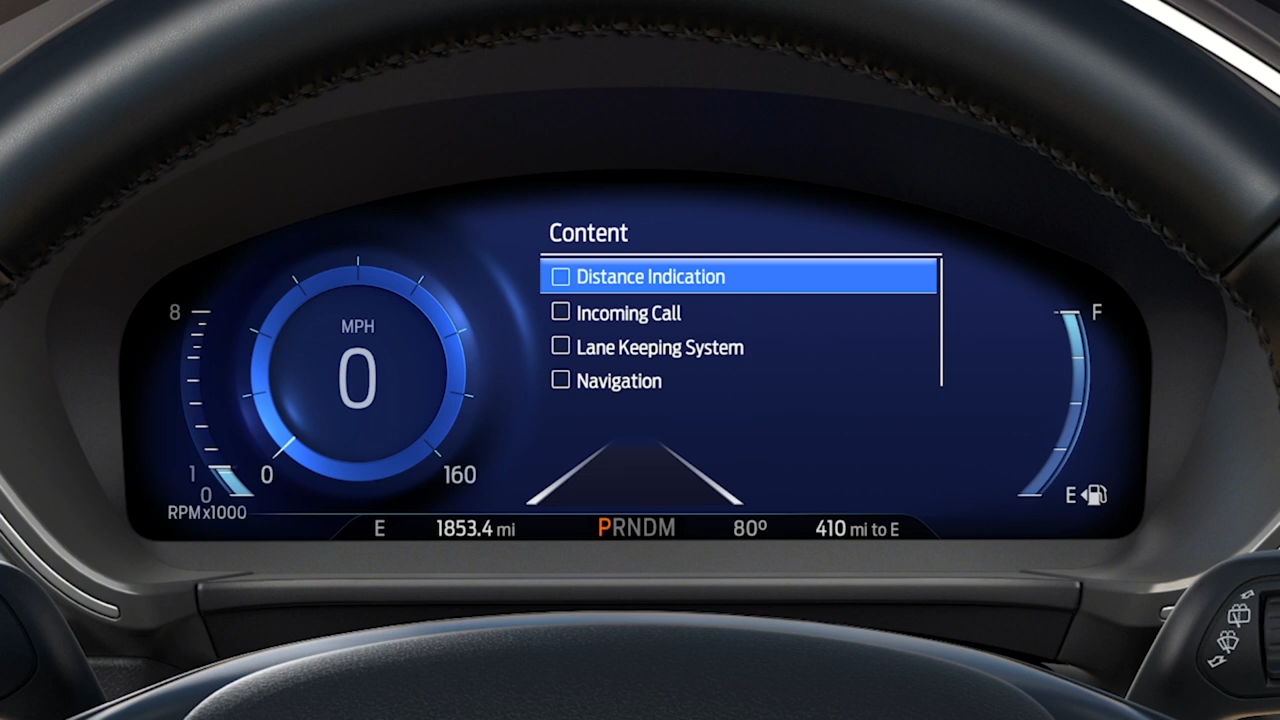 Content
Distance Indication
Incoming Call
Lane Keeping System
Navigation
MPH
0
0
160
8
1
0
RPMx1000
F
E
E
1853.4 mi
PRNDM
80º
410 mi to E